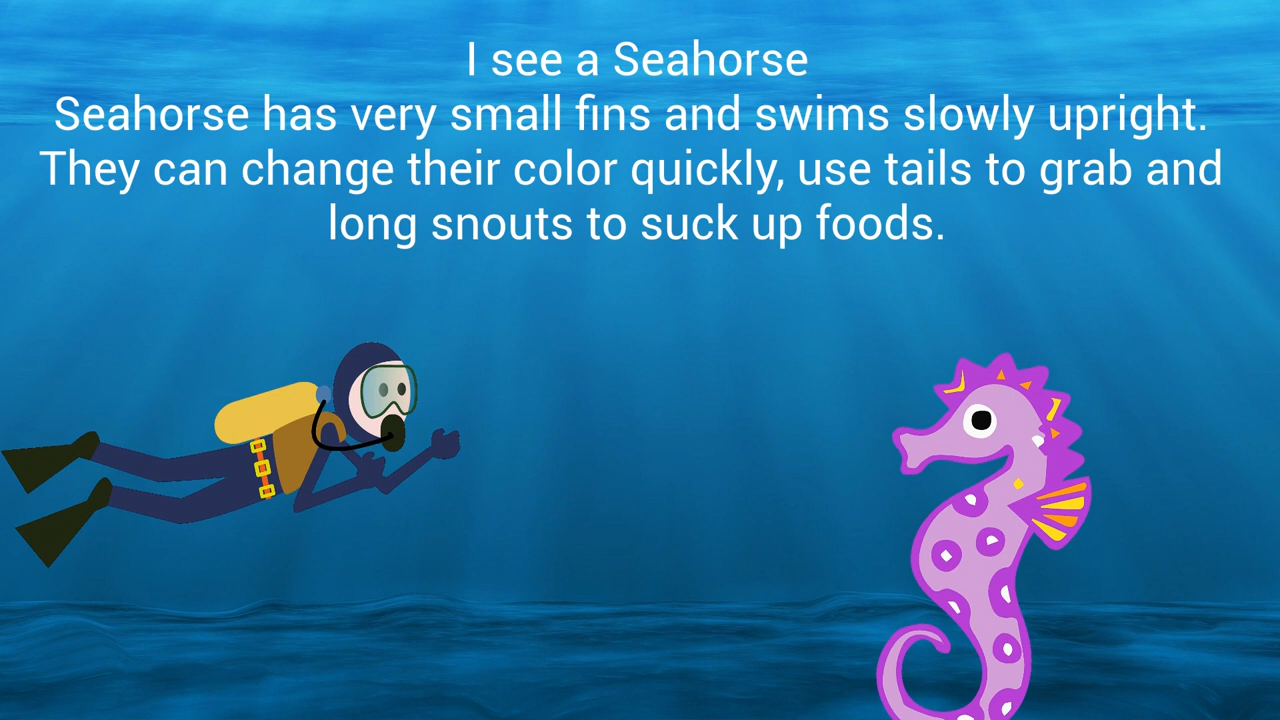 I see a Seahorse
Seahorse has very small fins and swims slowly upright.
They can change their color quickly, use tails to grab and
long snouts to suck up foods.